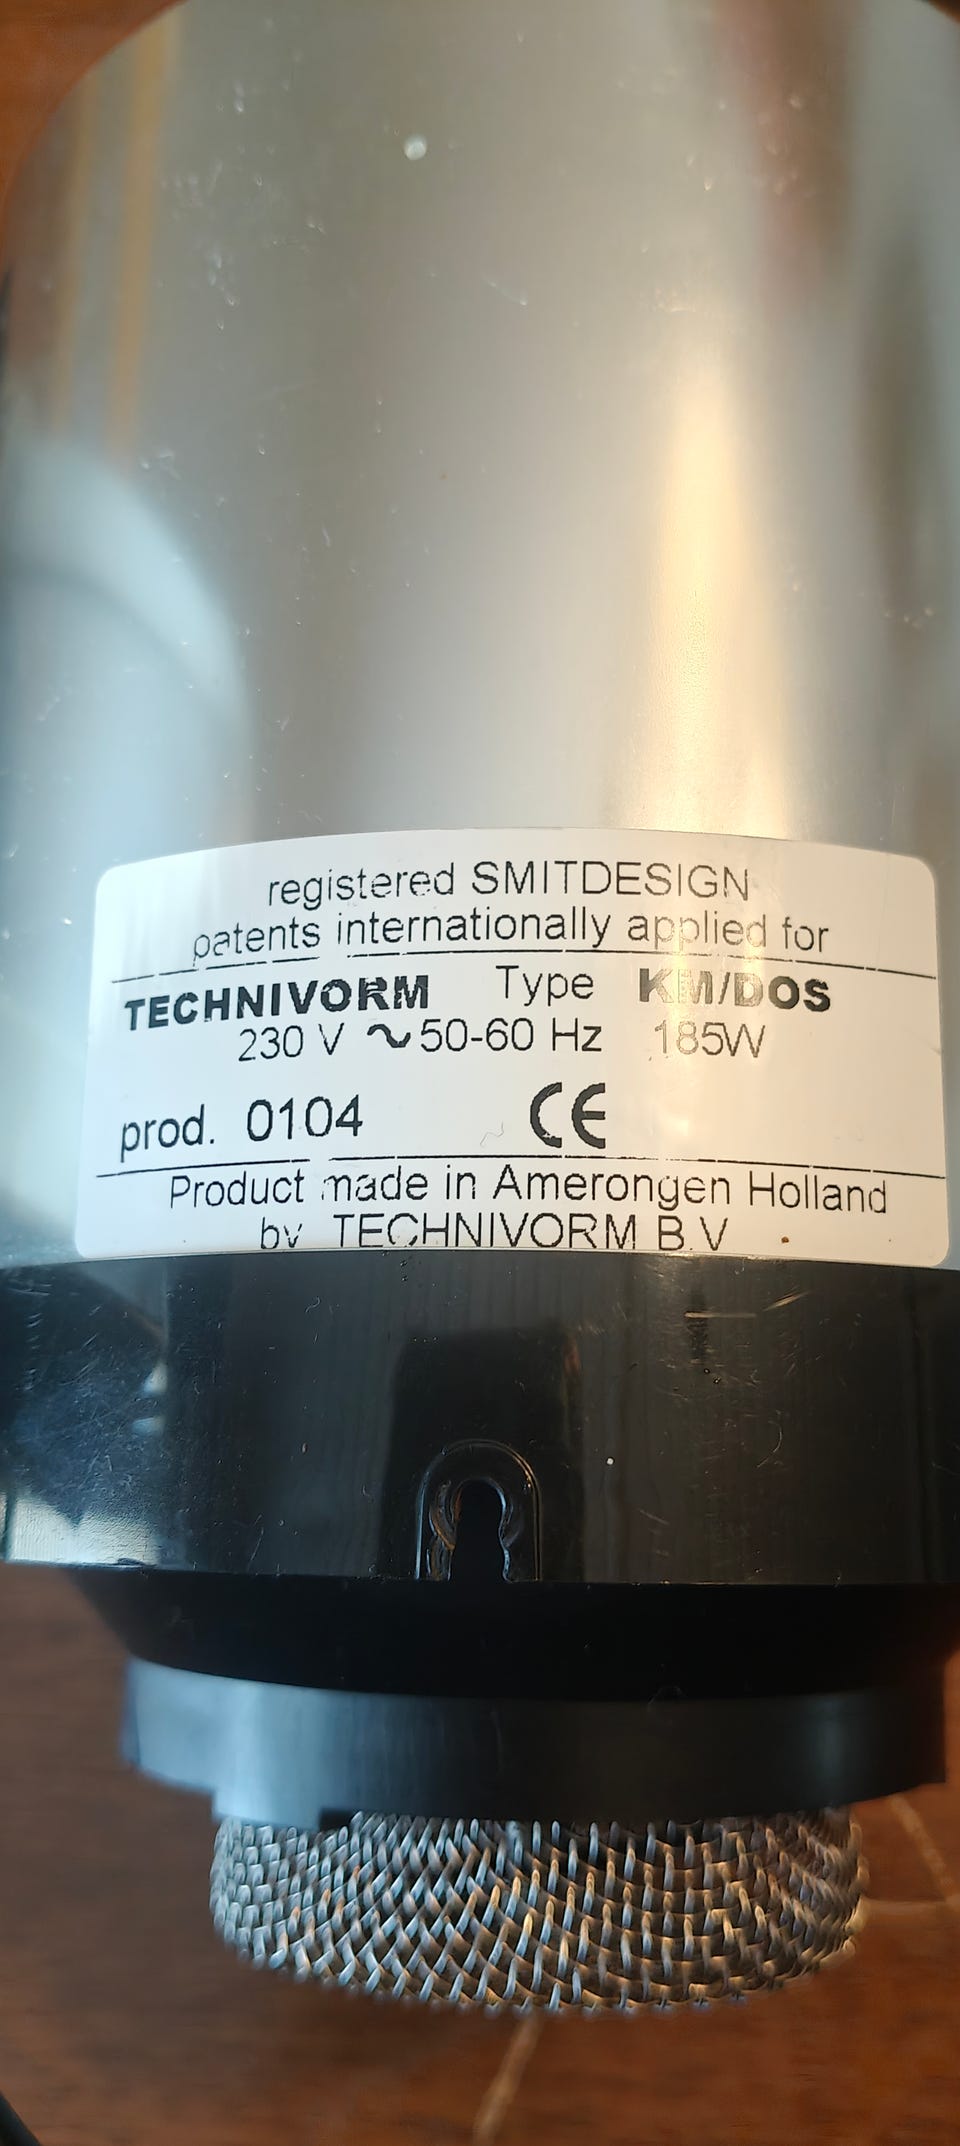 registered SMITDESIGN
patents internationally applied for
TECHNIVORM Type KM/DOS
230 V ~ 50-60 Hz 185W
prod. 0104 CE
Product made in Amerongen Holland
by TECHNIVORM B.V